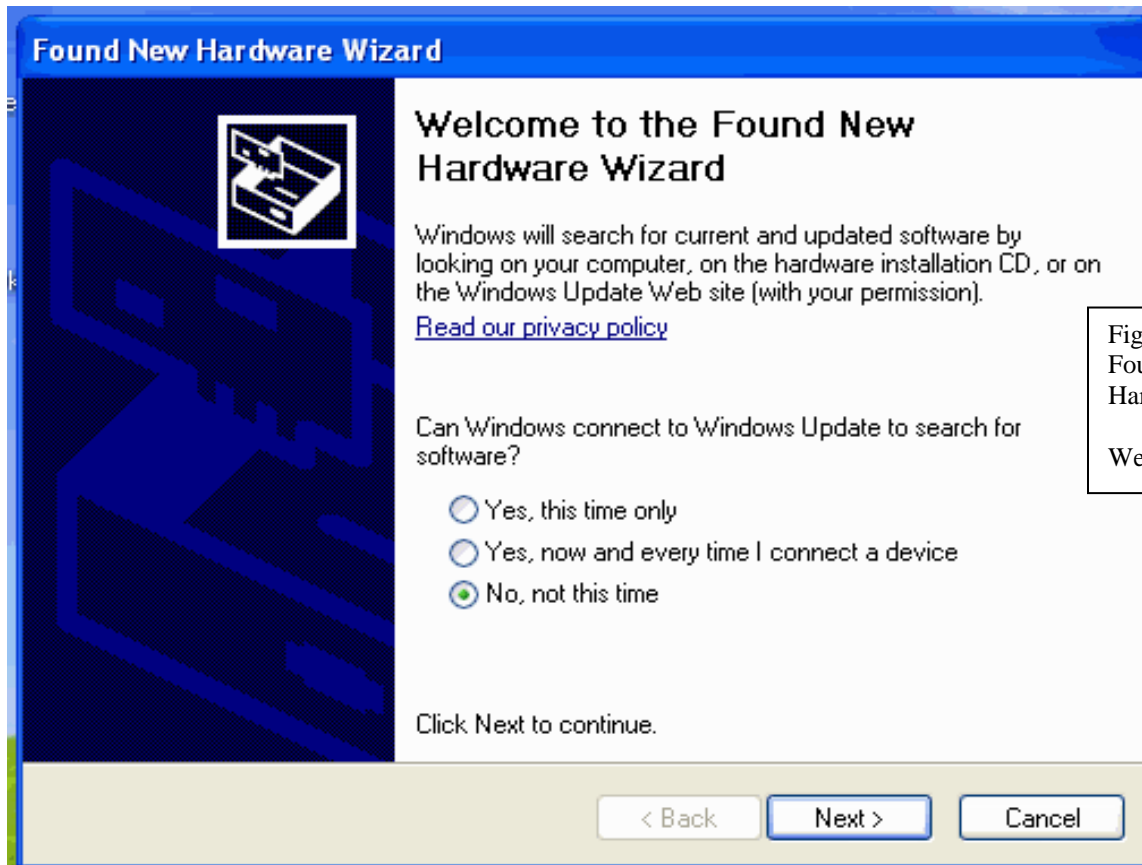 Found New Hardware Wizard
Welcome to the Found New
Hardware Wizard
Windows will search for current and updated software by
looking on your computer, on the hardware installation CD, or on
the Windows Update Web site (with your permission).
Read our privacy policy
Can Windows connect to Windows Update to search for
software?
Yes, this time only
Yes, now and every time I connect a device
No, not this time
Click Next to continue.
< Back
Next >
Cancel